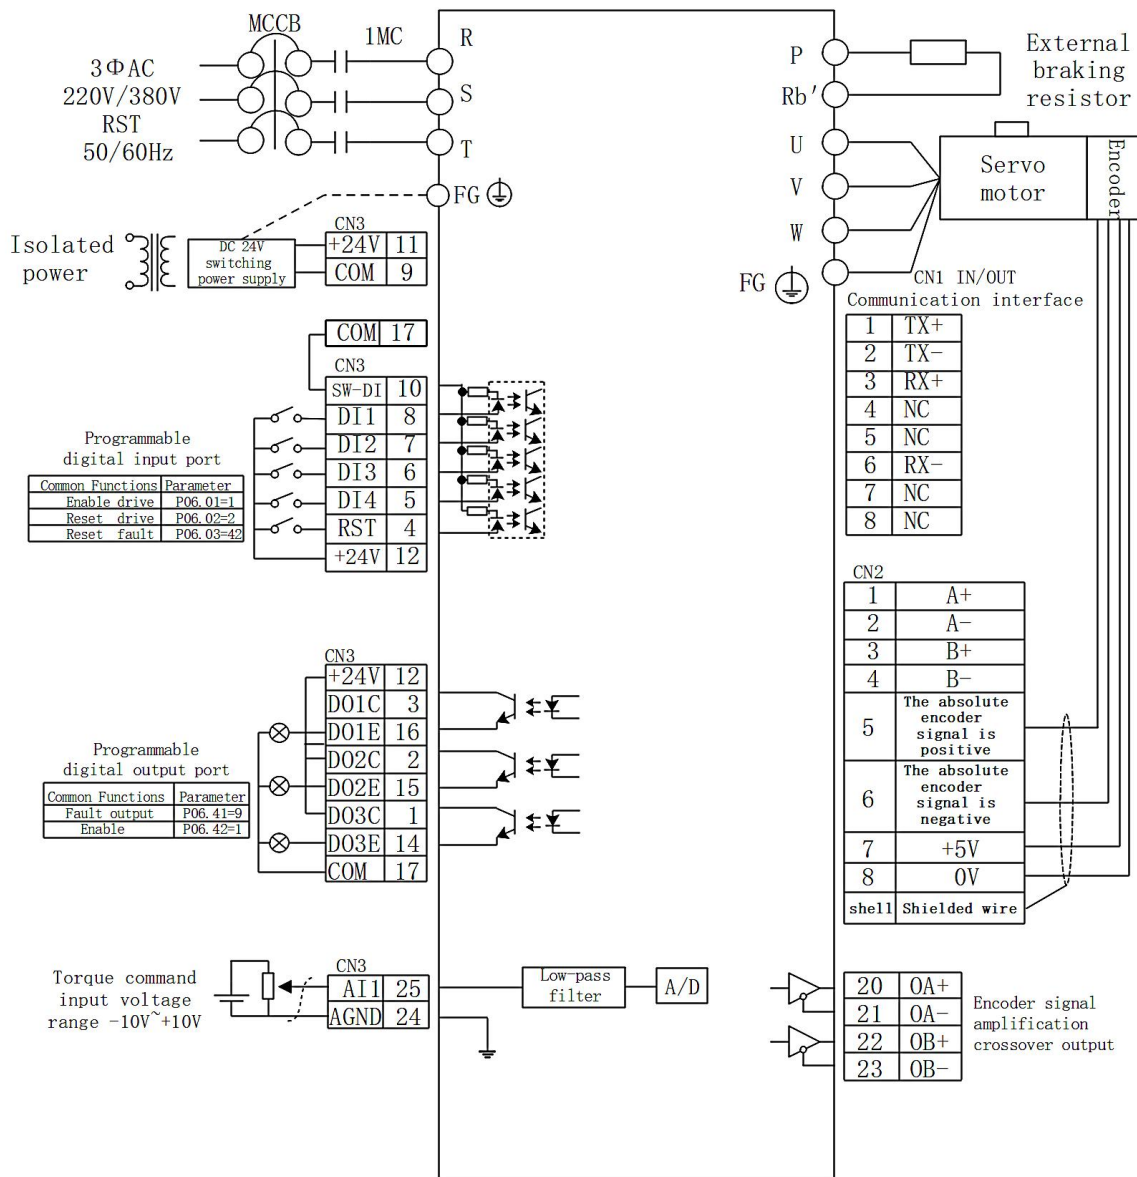 MCCB
1MC
R
3ΦAC
220V/380V
RST
50/60Hz
S
T
FG
Isolated
power
DC 24V
switching
power supply
CN3
+24V 11
COM 9
COM 17
CN3
SW-DI 10
DI1 8
DI2 7
DI3 6
DI4 5
RST 4
+24V 12
Programmable
digital input port
Common Functions Parameter
Enable drive P06.01=1
Reset drive P06.02=2
Reset fault P06.03=42
CN3
+24V 12
DO1C 3
DO1E 16
DO2C 2
DO2E 15
DO3C 1
DO3E 14
COM 17
Programmable
digital output port
Common Functions Parameter
Fault output P06.41=9
Enable P06.42=1
Torque command
input voltage
range -10V~+10V
CN3
AI1 25
AGND 24
Low-pass
filter
A/D
P
Rb'
External
braking
resistor
U
V
W
FG
Servo
motor
Encoder
CN1 IN/OUT
Communication interface
1 TX+
2 TX-
3 RX+
4 NC
5 NC
6 RX-
7 NC
8 NC
CN2
1 A+
2 A-
3 B+
4 B-
5 The absolute
encoder
signal is
positive
6 The absolute
encoder
signal is
negative
7 +5V
8 0V
shell Shielded wire
20 OA+
21 OA-
22 OB+
23 OB-
Encoder signal
amplification
crossover output